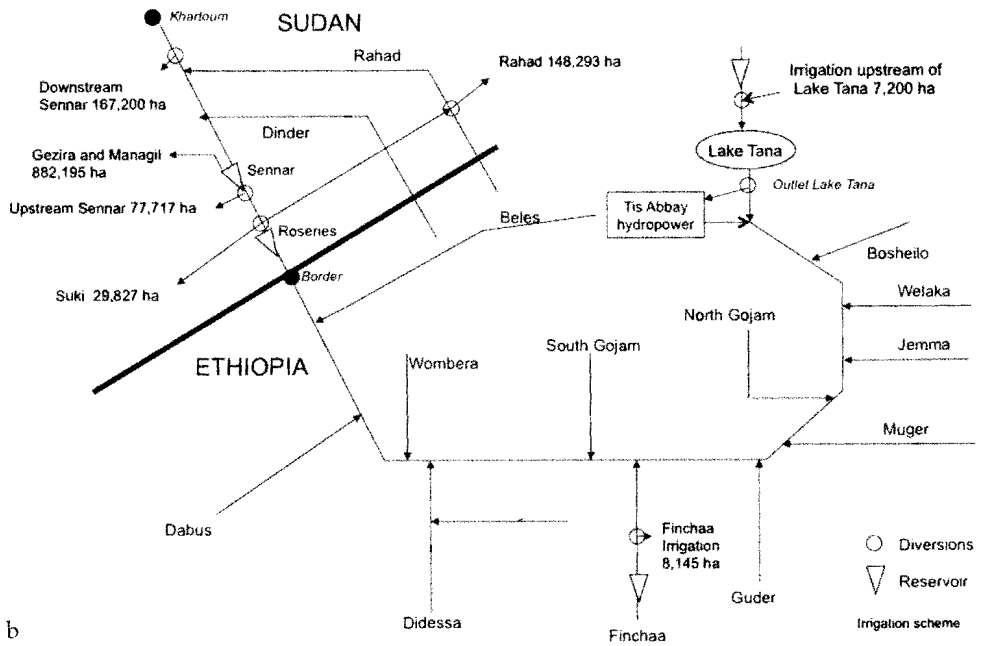 Khartoum
SUDAN
Rahad
Rahad 148,293 ha
Irrigation upstream of
Lake Tana 7,200 ha
Downstream
Sennar 167,200 ha
Dinder
Gezira and Managil
882,195 ha
Sennar
Lake Tana
Outlet Lake Tana
Upstream Sennar 77,717 ha
Tis Abbay
hydropower
Beles
Roseries
Bosheilo
Border
Suki 29,827 ha
Welaka
North Gojam
ETHIOPIA
South Gojam
Jemma
Wombera
Muger
Dabus
Finchaa
Irrigation
8,145 ha
Diversions
Reservoir
Guder
Didessa
Irrigation scheme
Finchaa
b